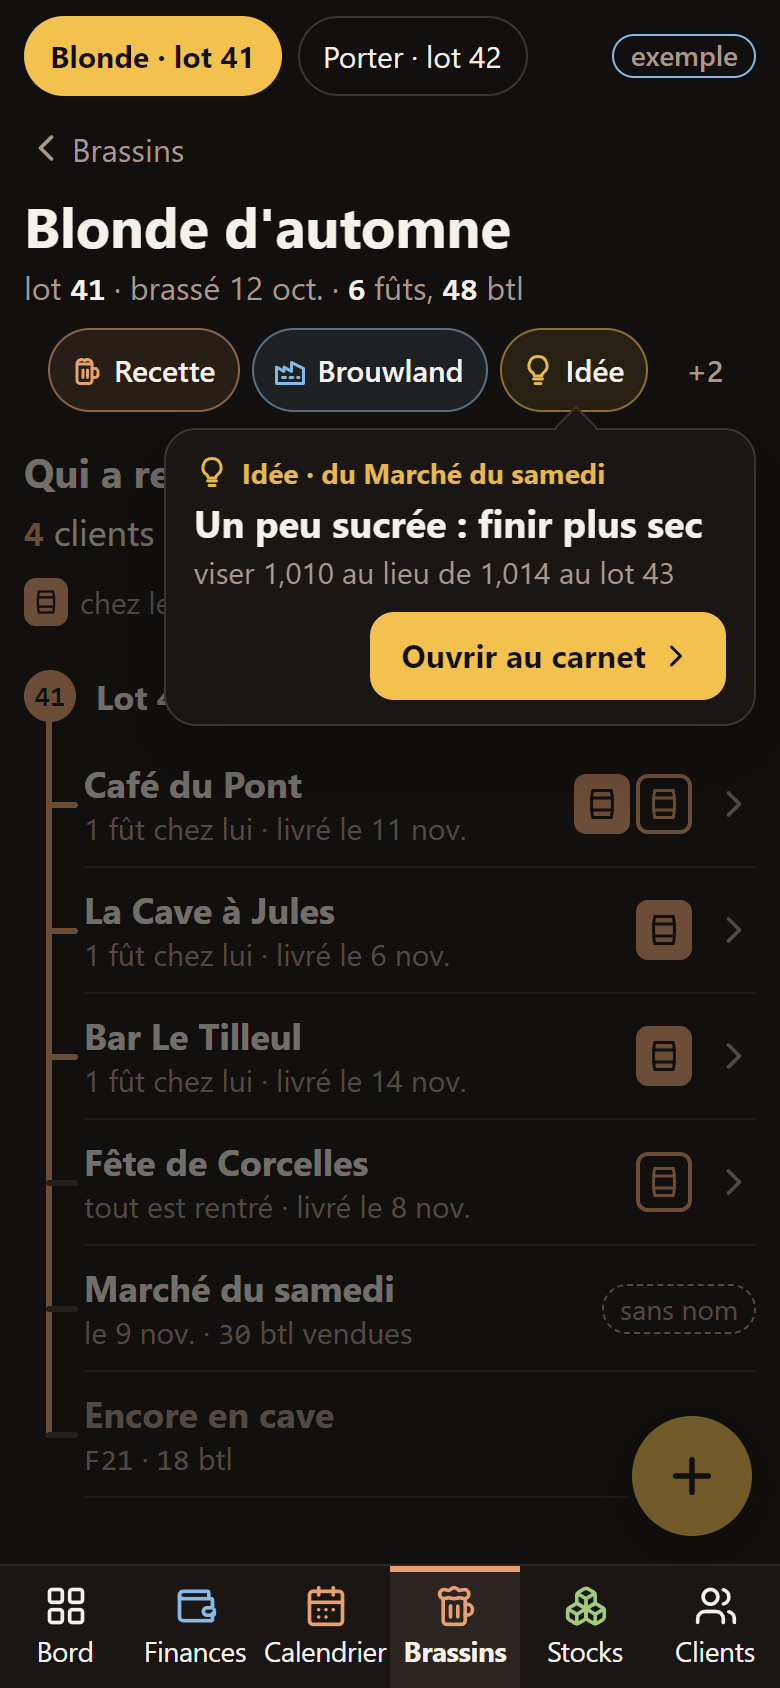 Blonde · lot 41
Porter · lot 42
exemple
Brassins
Blonde d'automne
lot 41 · brassé 12 oct. · 6 fûts, 48 btl
Recette
Brouwland
Idée
+2
Idée · du Marché du samedi
Un peu sucrée : finir plus sec
viser 1,010 au lieu de 1,014 au lot 43
Ouvrir au carnet
Qui a re
4 clients
chez le
41 Lot 4
Café du Pont
1 fût chez lui · livré le 11 nov.
La Cave à Jules
1 fût chez lui · livré le 6 nov.
Bar Le Tilleul
1 fût chez lui · livré le 14 nov.
Fête de Corcelles
tout est rentré · livré le 8 nov.
Marché du samedi
sans nom
le 9 nov. · 30 btl vendues
Encore en cave
F21 · 18 btl
Bord
Finances
Calendrier
Brassins
Stocks
Clients